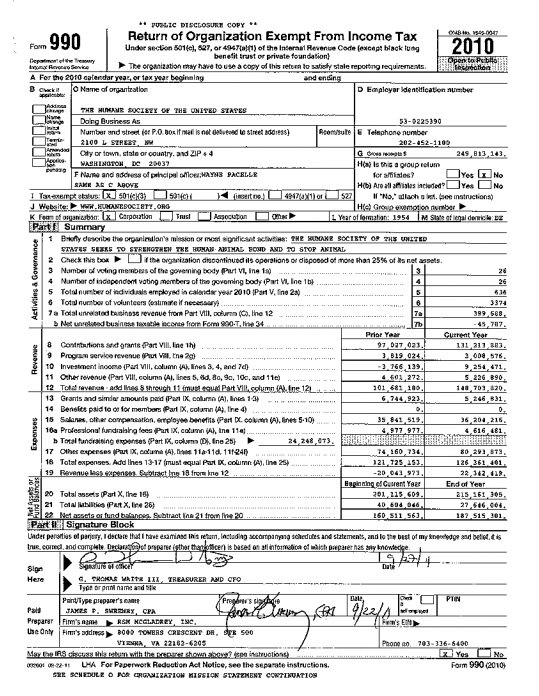 ** PUBLIC DISCLOSURE COPY **
Form 990
Return of Organization Exempt From Income Tax
OMB No. 1545-0047
2010
Under section 501(c), 527, or 4947(a)(1) of the Internal Revenue Code (except black lung
benefit trust or private foundation)
Department of the Treasury
Internal Revenue Service
▶ The organization may have to use a copy of this return to satisfy state reporting requirements.
Open to Public
Inspection
A For the 2010 calendar year, or tax year beginning and ending
B Check if applicable:
Address change
Name change
Initial return
Terminated
Amended return
Application pending
C Name of organization
THE HUMANE SOCIETY OF THE UNITED STATES
Doing Business As
Number and street (or P.O. box if mail is not delivered to street address) Room/suite
2100 L STREET, NW
City or town, state or country, and ZIP + 4
WASHINGTON, DC 20037
F Name and address of principal officer: WAYNE PACELLE
SAME AS C ABOVE
D Employer identification number
53-0225390
E Telephone number
202-452-1100
G Gross receipts $ 249,813,143.
H(a) Is this a group return
for affiliates? Yes X No
H(b) Are all affiliates included? Yes No
If "No," attach a list. (see instructions)
H(c) Group exemption number ▶
I Tax-exempt status: X 501(c)(3) 501(c) ( )◀ (insert no.) 4947(a)(1) or 527
J Website: ▶ WWW.HUMANESOCIETY.ORG
K Form of organization: X Corporation Trust Association Other ▶
L Year of formation: 1954 M State of legal domicile: DE
Part I Summary
Activities & Governance
1 Briefly describe the organization's mission or most significant activities: THE HUMANE SOCIETY OF THE UNITED
STATES SEEKS TO STRENGTHEN THE HUMAN-ANIMAL BOND AND TO STOP ANIMAL
2 Check this box ▶ if the organization discontinued its operations or disposed of more than 25% of its net assets.
3 Number of voting members of the governing body (Part VI, line 1a) 3 26
4 Number of independent voting members of the governing body (Part VI, line 1b) 4 26
5 Total number of individuals employed in calendar year 2010 (Part V, line 2a) 5 636
6 Total number of volunteers (estimate if necessary) 6 3374
7 a Total unrelated business revenue from Part VIII, column (C), line 12 7a 399,688.
b Net unrelated business taxable income from Form 990-T, line 34 7b -45,787.
Prior Year Current Year
Revenue
8 Contributions and grants (Part VIII, line 1h) 97,027,023. 131,213,883.
9 Program service revenue (Part VIII, line 2g) 3,819,024. 3,008,576.
10 Investment income (Part VIII, column (A), lines 3, 4, and 7d) -3,766,139. 9,254,471.
11 Other revenue (Part VIII, column (A), lines 5, 6d, 8c, 9c, 10c, and 11e) 4,601,272. 5,226,890.
12 Total revenue - add lines 8 through 11 (must equal Part VIII, column (A), line 12) 101,681,180. 148,703,820.
Expenses
13 Grants and similar amounts paid (Part IX, column (A), lines 1-3) 6,744,923. 5,246,831.
14 Benefits paid to or for members (Part IX, column (A), line 4) 0. 0.
15 Salaries, other compensation, employee benefits (Part IX, column (A), lines 5-10) 35,841,519. 36,204,216.
16a Professional fundraising fees (Part IX, column (A), line 11e) 4,977,977. 4,616,481.
b Total fundraising expenses (Part IX, column (D), line 25) ▶ 24,248,073.
17 Other expenses (Part IX, column (A), lines 11a-11d, 11f-24f) 74,160,734. 80,293,873.
18 Total expenses. Add lines 13-17 (must equal Part IX, column (A), line 25) 121,725,153. 126,361,401.
19 Revenue less expenses. Subtract line 18 from line 12 -20,043,973. 22,342,419.
Net Assets or Fund Balances
Beginning of Current Year End of Year
20 Total assets (Part X, line 16) 201,115,609. 215,161,305.
21 Total liabilities (Part X, line 26) 40,604,046. 27,646,004.
22 Net assets or fund balances. Subtract line 21 from line 20 160,511,563. 187,515,301.
Part II Signature Block
Under penalties of perjury, I declare that I have examined this return, including accompanying schedules and statements, and to the best of my knowledge and belief, it is
true, correct, and complete. Declaration of preparer (other than officer) is based on all information of which preparer has any knowledge.
Sign
Here
Signature of officer
Date
G. THOMAS WAITE III, TREASURER AND CFO
Type or print name and title
Paid
Preparer
Use Only
Print/Type preparer's name
JAMES P. SWEENEY, CPA
Preparer's signature
Date
Check if self-employed
PTIN
Firm's name ▶ RSM MCGLADREY, INC.
Firm's EIN ▶
Firm's address ▶ 8000 TOWERS CRESCENT DR, STE 500
VIENNA, VA 22182-6205
Phone no. 703-336-6400
May the IRS discuss this return with the preparer shown above? (see instructions) X Yes No
LHA For Paperwork Reduction Act Notice, see the separate instructions.
Form 990 (2010)
SEE SCHEDULE O FOR ORGANIZATION MISSION STATEMENT CONTINUATION